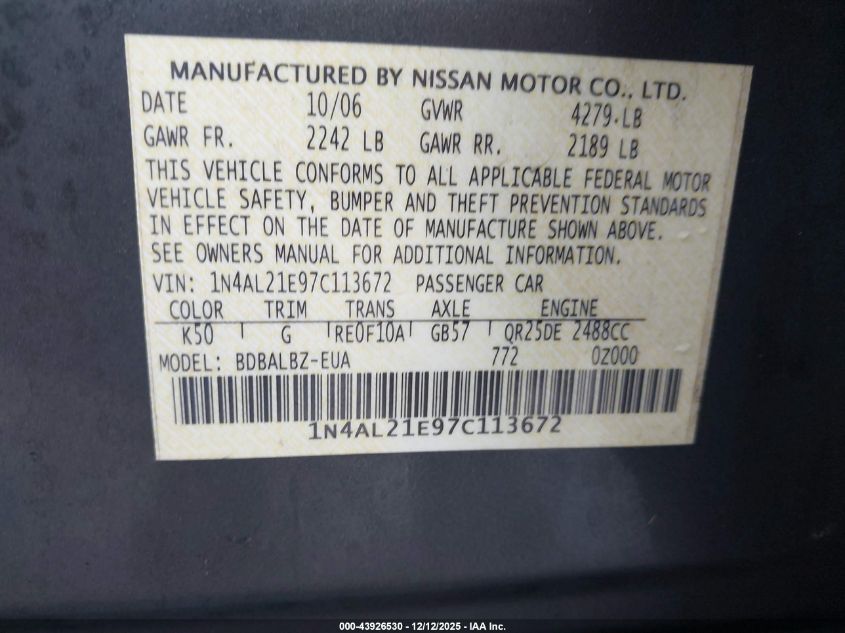 MANUFACTURED BY NISSAN MOTOR CO., LTD.
DATE 10/06 GVWR 4279 LB
GAWR FR. 2242 LB GAWR RR. 2189 LB
THIS VEHICLE CONFORMS TO ALL APPLICABLE FEDERAL MOTOR
VEHICLE SAFETY, BUMPER AND THEFT PREVENTION STANDARDS
IN EFFECT ON THE DATE OF MANUFACTURE SHOWN ABOVE.
SEE OWNERS MANUAL FOR ADDITIONAL INFORMATION.
VIN: 1N4AL21E97C113672 PASSENGER CAR
COLOR TRIM TRANS AXLE ENGINE
K50 G RE0F10A GB57 QR25DE 2488CC
MODEL: BDBALBZ-EUA 772 0Z000
1N4AL21E97C113672
000-43926530 - 12/12/2025 - IAA Inc.